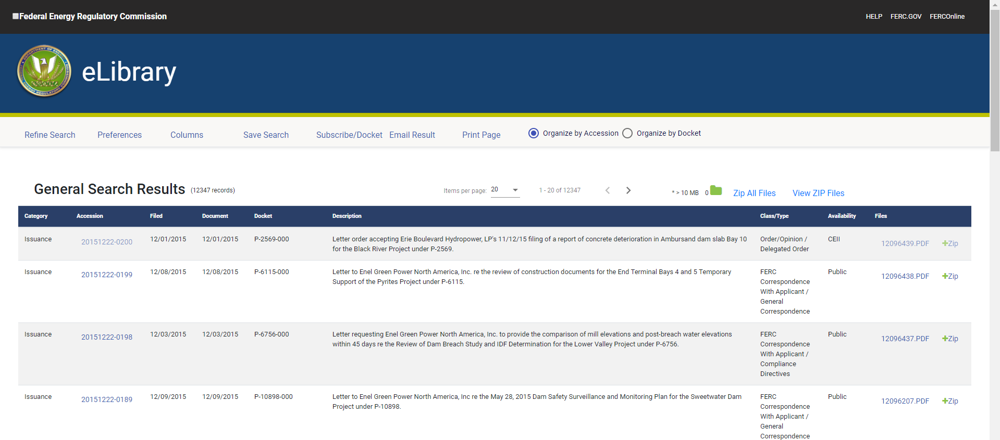 Federal Energy Regulatory Commission
HELP FERC.GOV FERCOnline
eLibrary
Refine Search Preferences Columns Save Search Subscribe/Docket Email Result Print Page Organize by Accession Organize by Docket
General Search Results (12347 records) Items per page: 20 1 - 20 of 12347 * > 10 MB 0 Zip All Files View ZIP Files
Category Accession Filed Document Docket Description Class/Type Availability Files
Issuance 20151222-0200 12/01/2015 12/01/2015 P-2569-000 Letter order accepting Erie Boulevard Hydropower, LP's 11/12/15 filing of a report of concrete deterioration in Ambursand dam slab Bay 10 Order/Opinion / CEII 12096439.PDF Zip
for the Black River Project under P-2569. Delegated Order
Issuance 20151222-0199 12/08/2015 12/08/2015 P-6115-000 Letter to Enel Green Power North America, Inc. re the review of construction documents for the End Terminal Bays 4 and 5 Temporary FERC Public 12096438.PDF Zip
Support of the Pyrites Project under P-6115. Correspondence
With Applicant /
General
Correspondence
Issuance 20151222-0198 12/03/2015 12/03/2015 P-6756-000 Letter requesting Enel Green Power North America, Inc. to provide the comparison of mill elevations and post-breach water elevations FERC Public 12096437.PDF Zip
within 45 days re the Review of Dam Breach Study and IDF Determination for the Lower Valley Project under P-6756. Correspondence
With Applicant /
Compliance
Directives
Issuance 20151222-0189 12/09/2015 12/09/2015 P-10898-000 Letter to Enel Green Power North America, Inc re the May 28, 2015 Dam Safety Surveillance and Monitoring Plan for the Sweetwater Dam FERC Public 12096207.PDF Zip
Project under P-10898. Correspondence
With Applicant /
General
Correspondence